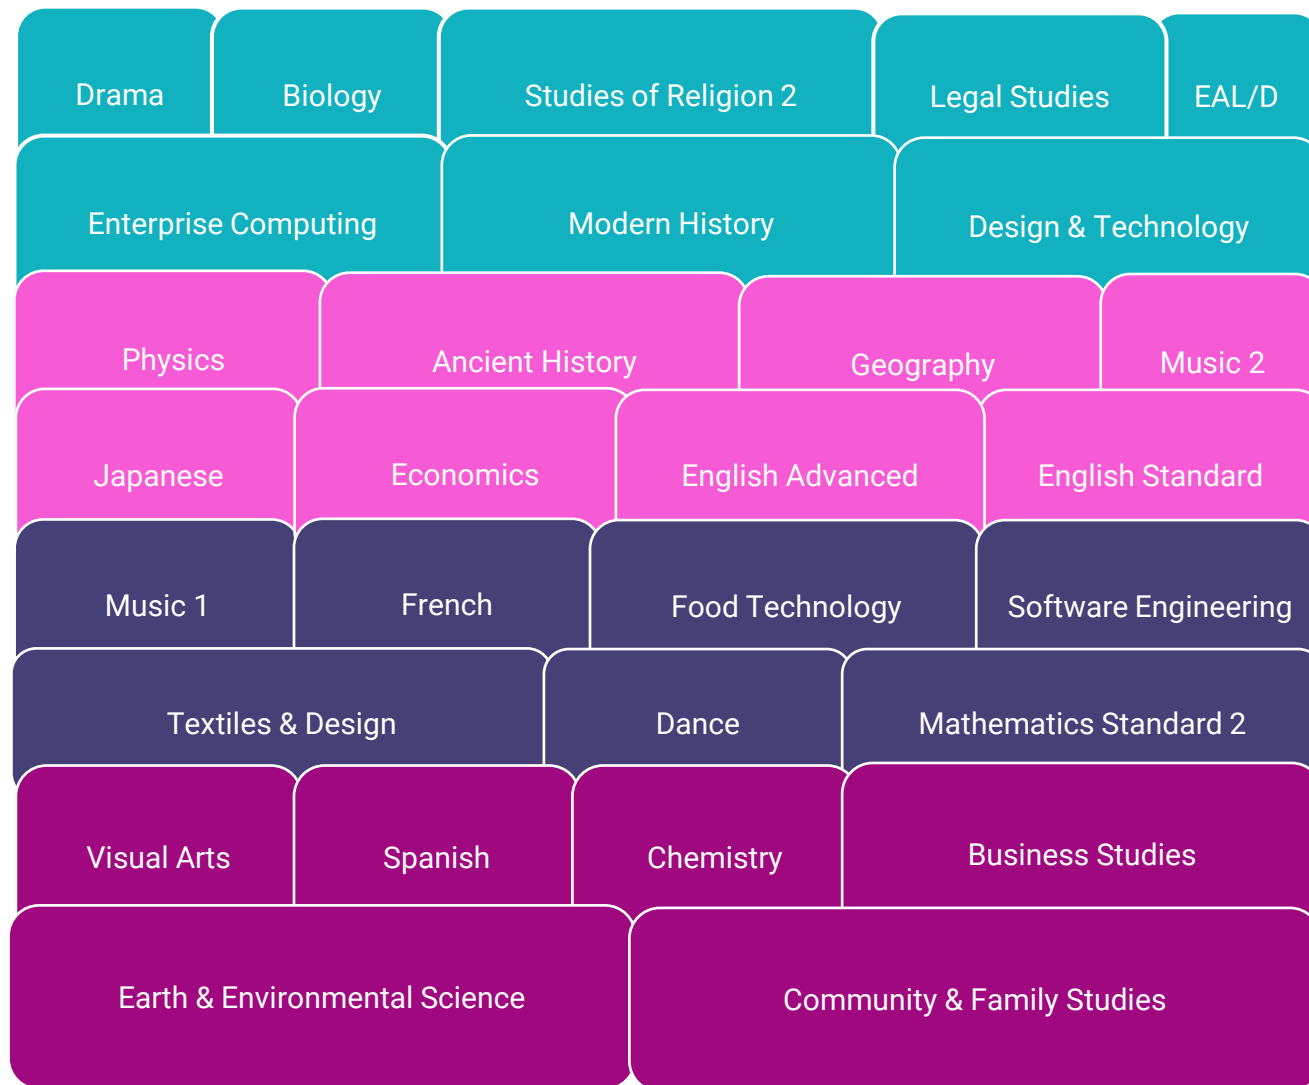 Drama
Biology
Studies of Religion 2
Legal Studies
EAL/D
Enterprise Computing
Modern History
Design & Technology
Physics
Ancient History
Geography
Music 2
Japanese
Economics
English Advanced
English Standard
Music 1
French
Food Technology
Software Engineering
Textiles & Design
Dance
Mathematics Standard 2
Visual Arts
Spanish
Chemistry
Business Studies
Earth & Environmental Science
Community & Family Studies